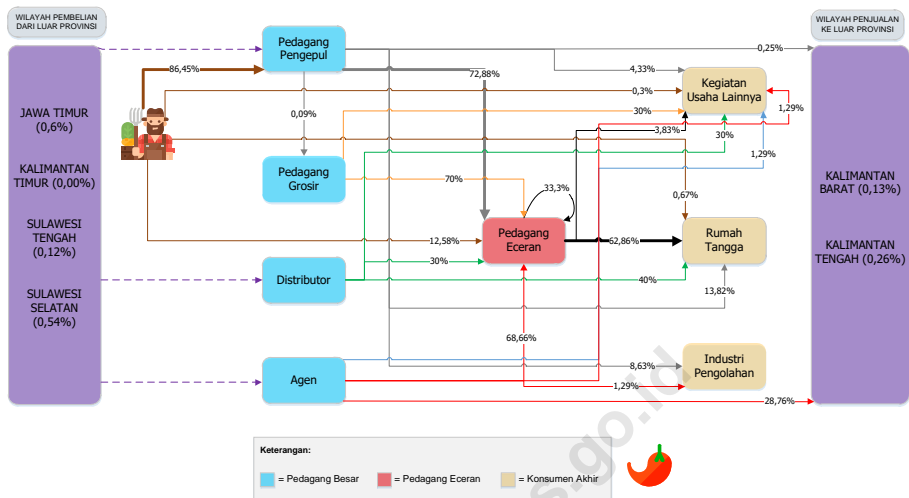 WILAYAH PEMBELIAN
DARI LUAR PROVINSI
JAWA TIMUR
(0,6%)
KALIMANTAN
TIMUR (0,00%)
SULAWESI
TENGAH
(0,12%)
SULAWESI
SELATAN
(0,54%)
Pedagang
Pengepul
Pedagang
Grosir
Distributor
Agen
Pedagang
Eceran
Kegiatan
Usaha Lainnya
Rumah
Tangga
Industri
Pengolahan
WILAYAH PENJUALAN
KE LUAR PROVINSI
KALIMANTAN
BARAT (0,13%)
KALIMANTAN
TENGAH (0,26%)
86,45%
72,88%
0,25%
4,33%
0,3%
30%
1,29%
0,09%
3,83%
30%
1,29%
70%
33,3%
0,67%
12,58%
62,86%
30%
40%
13,82%
68,66%
8,63%
1,29%
28,76%
Keterangan:
= Pedagang Besar
= Pedagang Eceran
= Konsumen Akhir
s.go.id